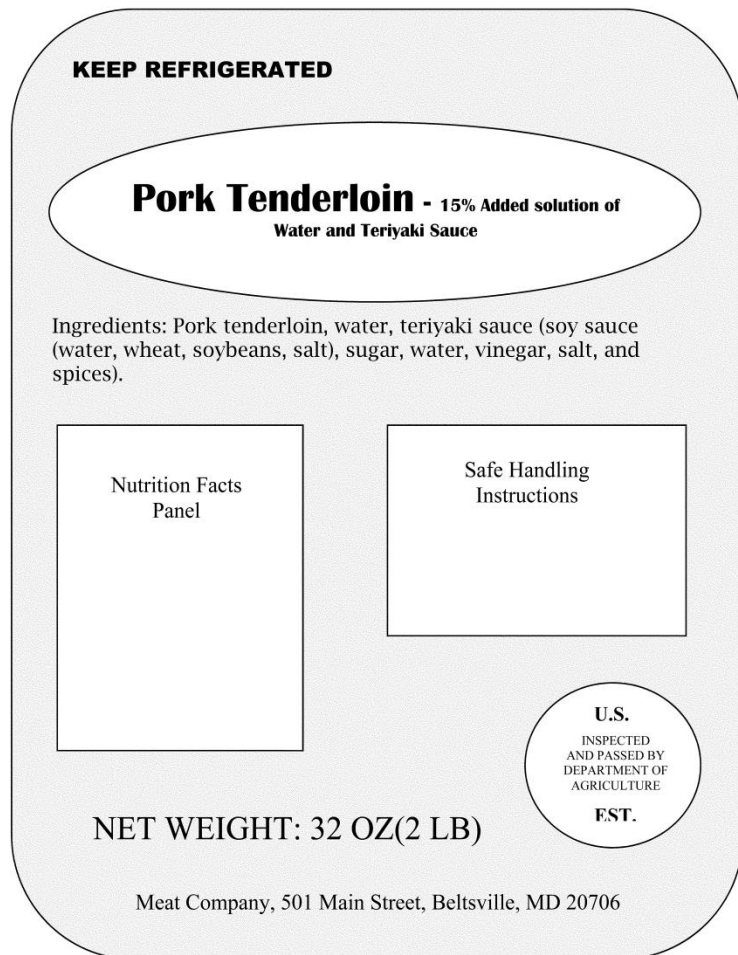 KEEP REFRIGERATED
Pork Tenderloin - 15% Added solution of
Water and Teriyaki Sauce
Ingredients: Pork tenderloin, water, teriyaki sauce (soy sauce
(water, wheat, soybeans, salt), sugar, water, vinegar, salt, and
spices).
Nutrition Facts
Panel
Safe Handling
Instructions
U.S.
INSPECTED
AND PASSED BY
DEPARTMENT OF
AGRICULTURE
EST.
NET WEIGHT: 32 OZ(2 LB)
Meat Company, 501 Main Street, Beltsville, MD 20706